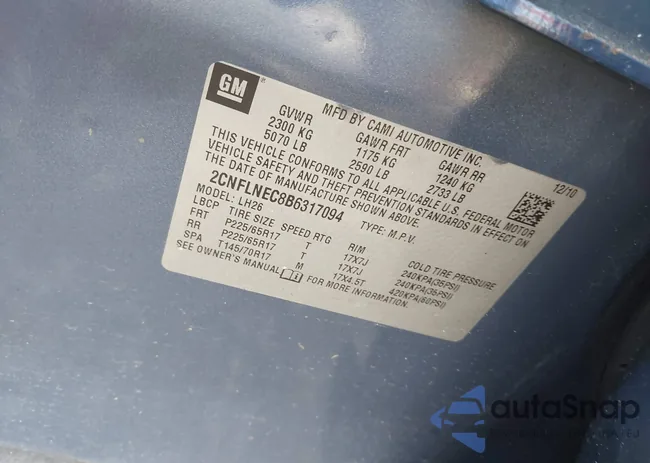 GM
MFD BY CAMI AUTOMOTIVE INC.
GVWR GAWR FRT GAWR RR
2300 KG 1175 KG 1240 KG
5070 LB 2590 LB 2733 LB 12/10
THIS VEHICLE CONFORMS TO ALL APPLICABLE U.S. FEDERAL MOTOR
VEHICLE SAFETY AND THEFT PREVENTION STANDARDS IN EFFECT ON
THE DATE OF MANUFACTURE SHOWN ABOVE.
2CNFLNEC8B6317094 TYPE: M.P.V.
MODEL: LH26
LBCP TIRE SIZE SPEED RTG RIM COLD TIRE PRESSURE
FRT P225/65R17 T 17X7J 240KPA(35PSI)
RR P225/65R17 T 17X7J 240KPA(35PSI)
SPA T145/70R17 M 17X4.5T 420KPA(60PSI)
SEE OWNER'S MANUAL FOR MORE INFORMATION.
autoSnap